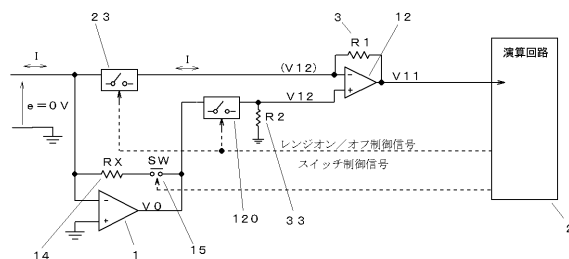 23
3
12
I
I
R1
(V12)
演算回路
V11
e=0V
V12
R2
レンジオン/オフ制御信号
スイッチ制御信号
RX
SW
V0
120
33
14
15
1
2